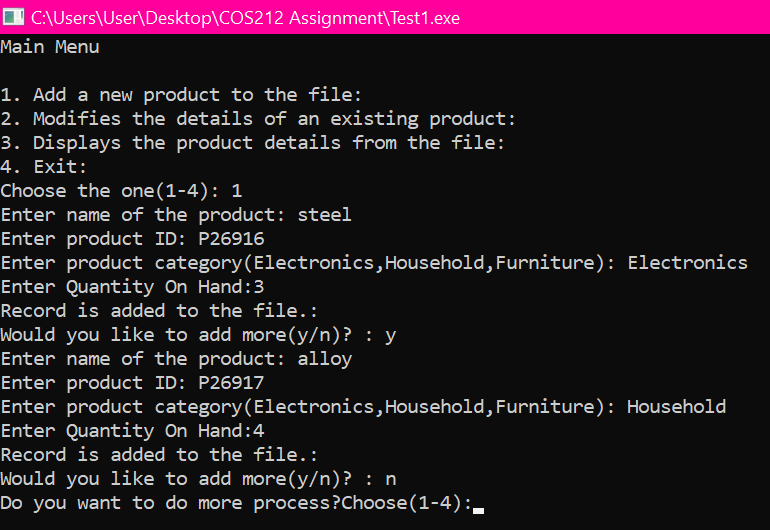 C:\Users\User\Desktop\COS212 Assignment\Test1.exe
Main Menu
1. Add a new product to the file:
2. Modifies the details of an existing product:
3. Displays the product details from the file:
4. Exit:
Choose the one(1-4): 1
Enter name of the product: steel
Enter product ID: P26916
Enter product category(Electronics,Household,Furniture): Electronics
Enter Quantity On Hand:3
Record is added to the file.:
Would you like to add more(y/n)? : y
Enter name of the product: alloy
Enter product ID: P26917
Enter product category(Electronics,Household,Furniture): Household
Enter Quantity On Hand:4
Record is added to the file.:
Would you like to add more(y/n)? : n
Do you want to do more process?Choose(1-4):